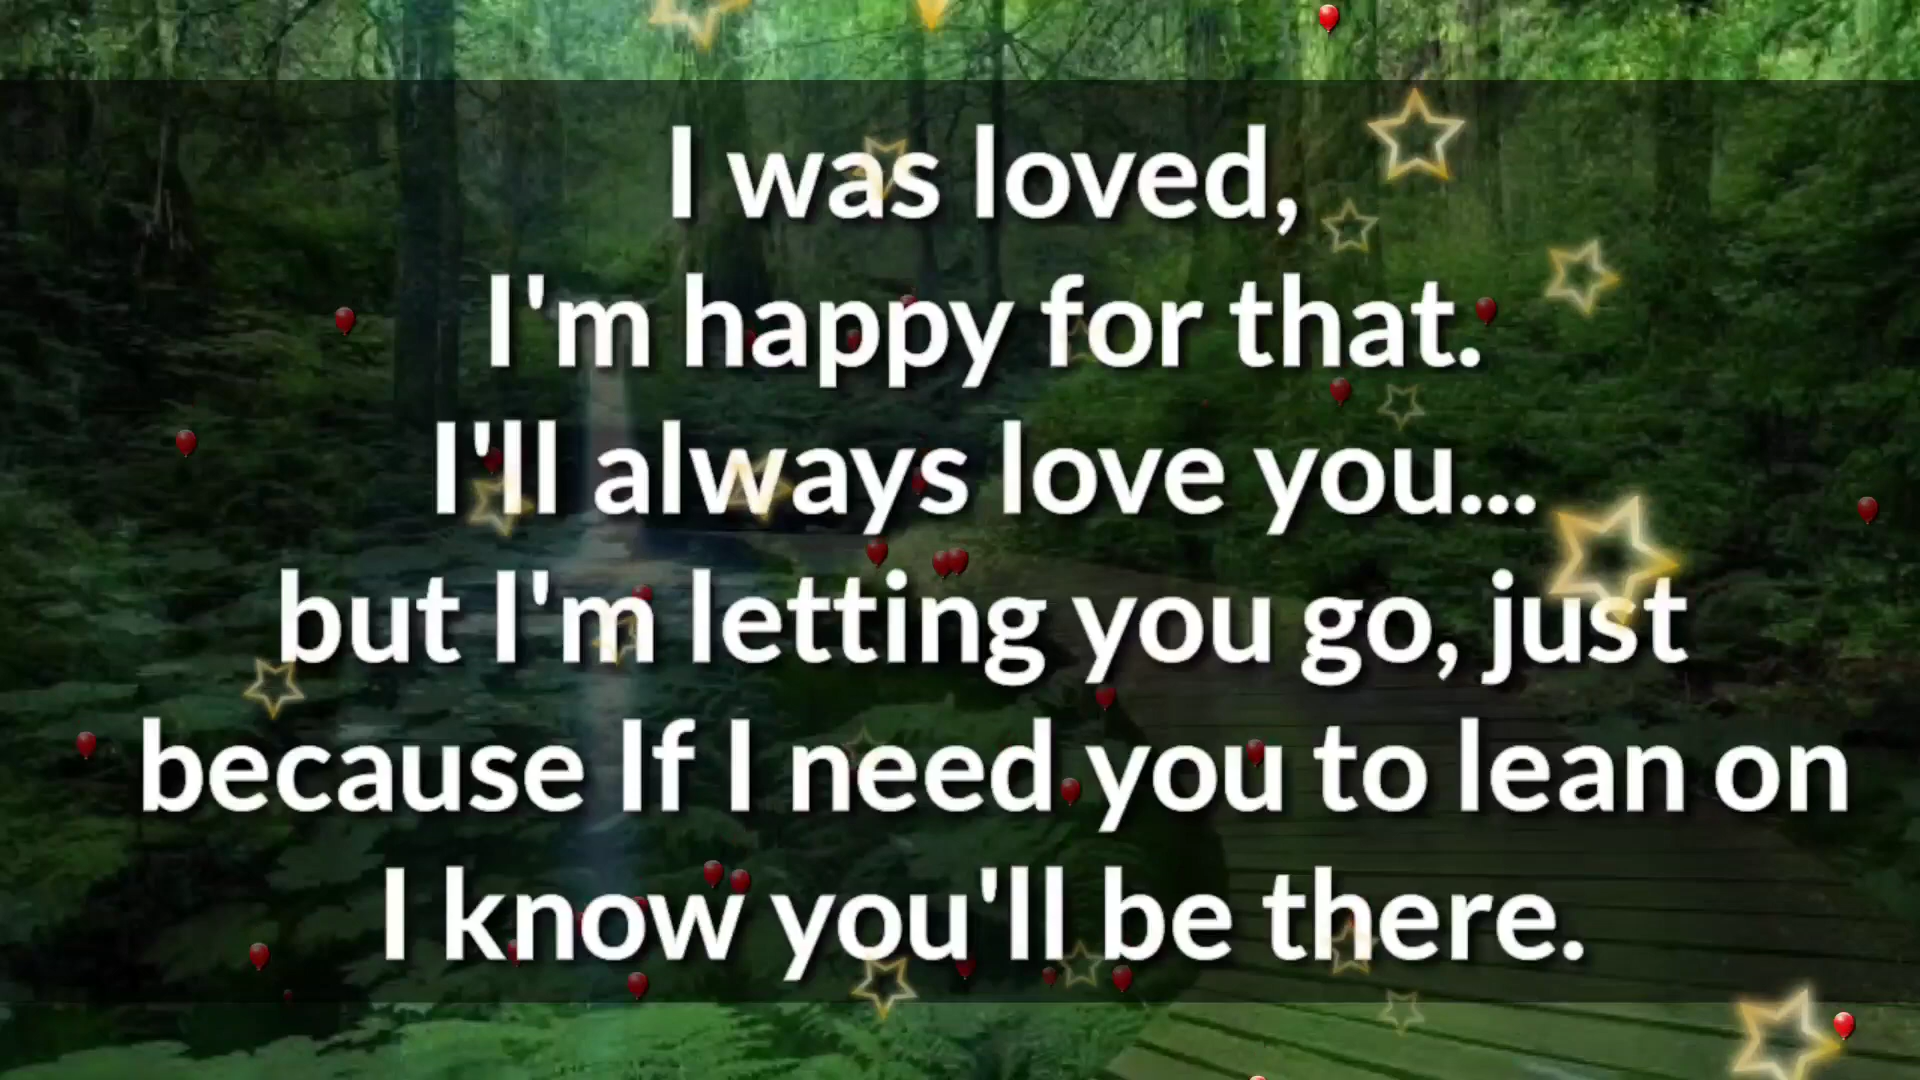 I was loved,
I'm happy for that.
I'll always love you...
but I'm letting you go, just
because If I need you to lean on
I know you'll be there.